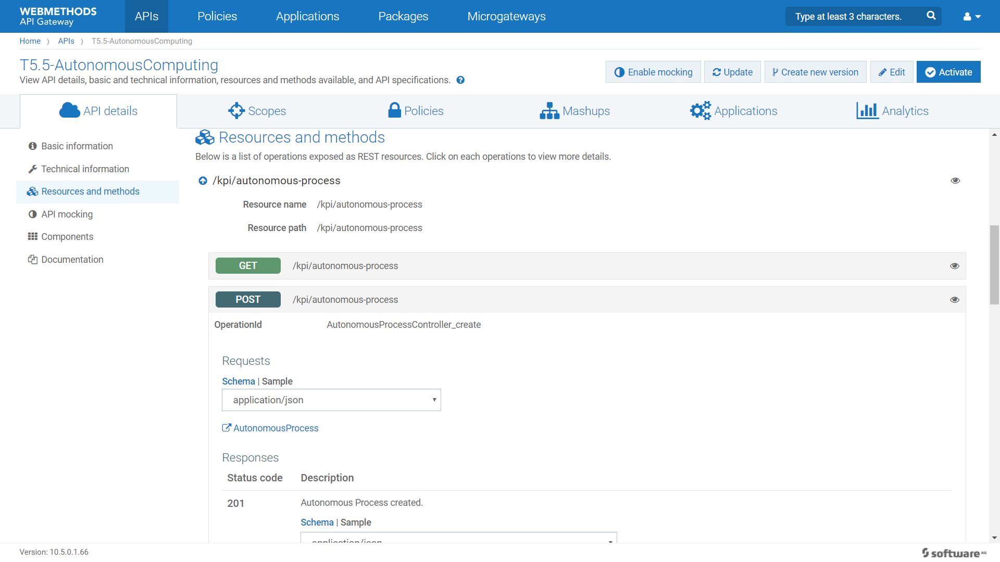 WEBMETHODS
API Gateway
APIs
Policies
Applications
Packages
Microgateways
Type at least 3 characters.
Home 〉 APIs 〉 T5.5-AutonomousComputing
T5.5-AutonomousComputing
View API details, basic and technical information, resources and methods available, and API specifications.
Enable mocking
Update
Create new version
Edit
Activate
API details
Scopes
Policies
Mashups
Applications
Analytics
Basic information
Technical information
Resources and methods
API mocking
Components
Documentation
Resources and methods
Below is a list of operations exposed as REST resources. Click on each operations to view more details.
/kpi/autonomous-process
Resource name /kpi/autonomous-process
Resource path /kpi/autonomous-process
GET /kpi/autonomous-process
POST /kpi/autonomous-process
OperationId AutonomousProcessController_create
Requests
Schema | Sample
application/json
AutonomousProcess
Responses
Status code Description
201 Autonomous Process created.
Schema | Sample
application/json
Version: 10.5.0.1.66
software AG